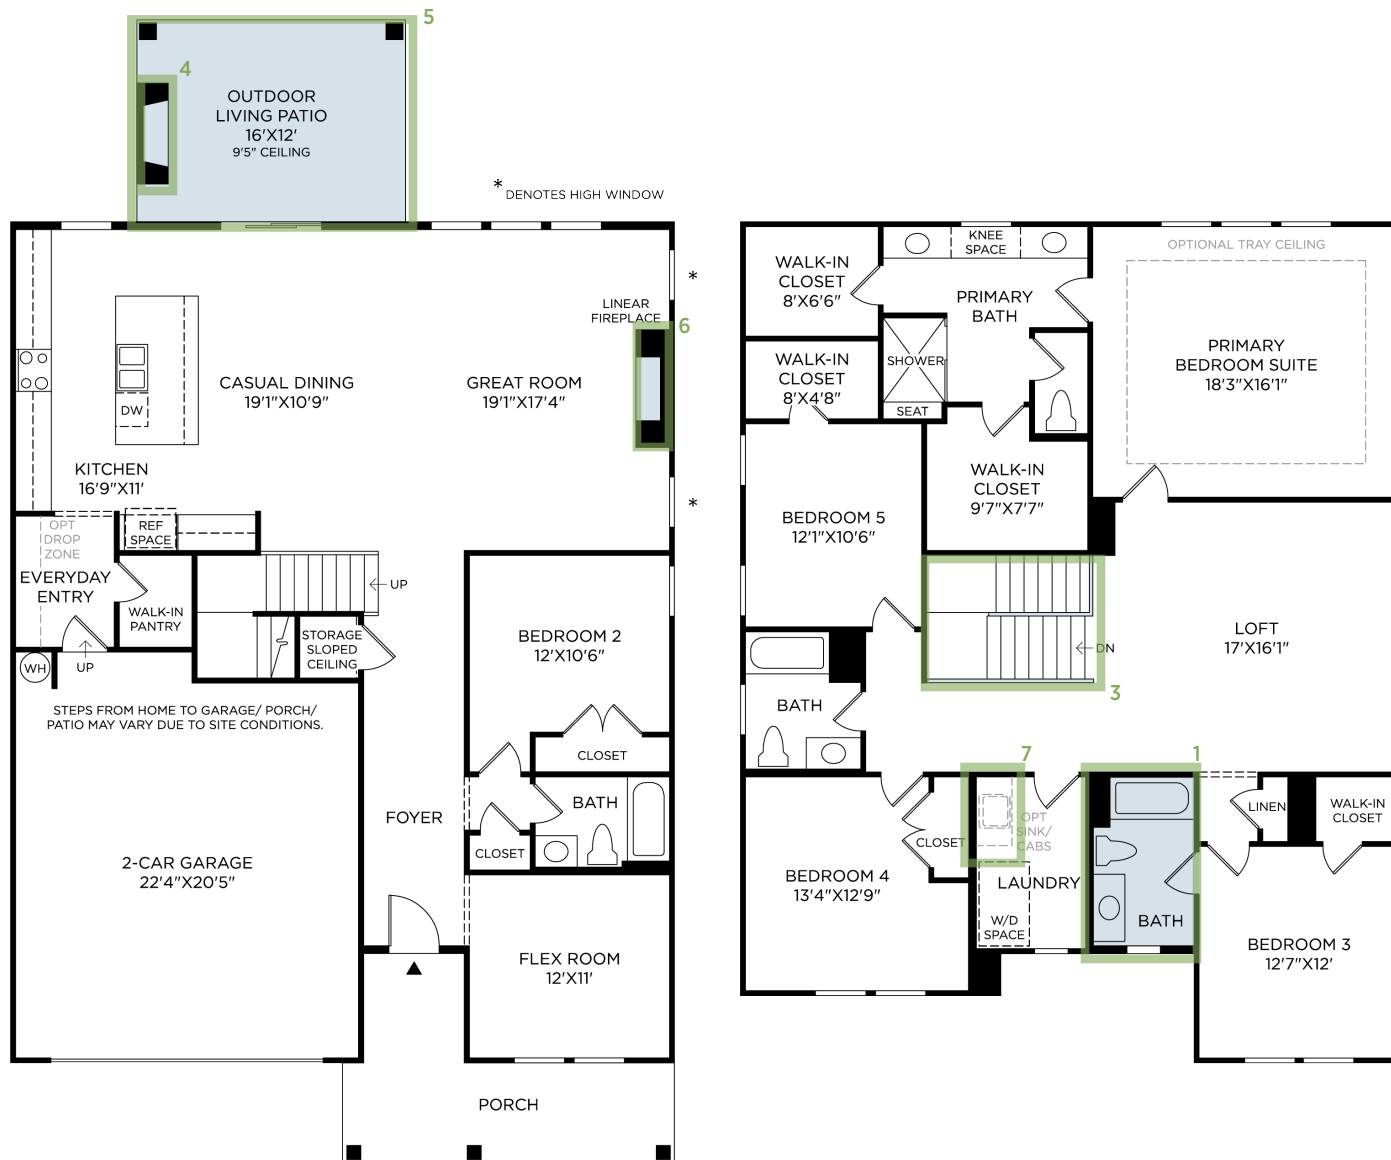 5
4
OUTDOOR
LIVING PATIO
16'X12'
9'5" CEILING
* DENOTES HIGH WINDOW
*
LINEAR
FIREPLACE
6
CASUAL DINING
19'1"X10'9"
GREAT ROOM
19'1"X17'4"
DW
KITCHEN
16'9"X11'
*
OPT
DROP
ZONE
REF
SPACE
EVERYDAY
ENTRY
WALK-IN
PANTRY
UP
UP
STORAGE
SLOPED
CEILING
BEDROOM 2
12'X10'6"
WH
STEPS FROM HOME TO GARAGE/ PORCH/
PATIO MAY VARY DUE TO SITE CONDITIONS.
CLOSET
BATH
FOYER
CLOSET
2-CAR GARAGE
22'4"X20'5"
FLEX ROOM
12'X11'
PORCH
WALK-IN
CLOSET
8'X6'6"
KNEE
SPACE
PRIMARY
BATH
OPTIONAL TRAY CEILING
PRIMARY
BEDROOM SUITE
18'3"X16'1"
WALK-IN
CLOSET
8'X4'8"
SHOWER
SEAT
WALK-IN
CLOSET
9'7"X7'7"
BEDROOM 5
12'1"X10'6"
LOFT
17'X16'1"
DN
3
BATH
7
1
OPT
SINK/
CABS
LINEN
WALK-IN
CLOSET
CLOSET
BEDROOM 4
13'4"X12'9"
LAUNDRY
W/D
SPACE
BATH
BEDROOM 3
12'7"X12'